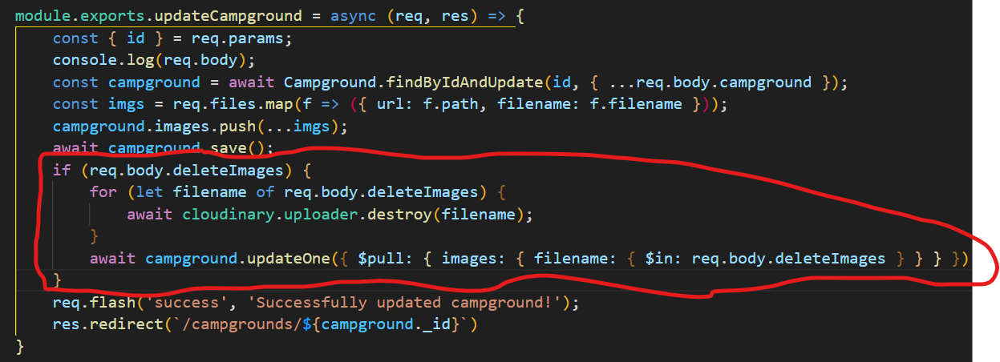 module.exports.updateCampground = async (req, res) => {
    const { id } = req.params;
    console.log(req.body);
    const campground = await Campground.findByIdAndUpdate(id, { ...req.body.campground });
    const imgs = req.files.map(f => ({ url: f.path, filename: f.filename }));
    campground.images.push(...imgs);
    await campground.save();
    if (req.body.deleteImages) {
        for (let filename of req.body.deleteImages) {
            await cloudinary.uploader.destroy(filename);
        }
        await campground.updateOne({ $pull: { images: { filename: { $in: req.body.deleteImages } } } })
    }
    req.flash('success', 'Successfully updated campground!');
    res.redirect(`/campgrounds/${campground._id}`)
}